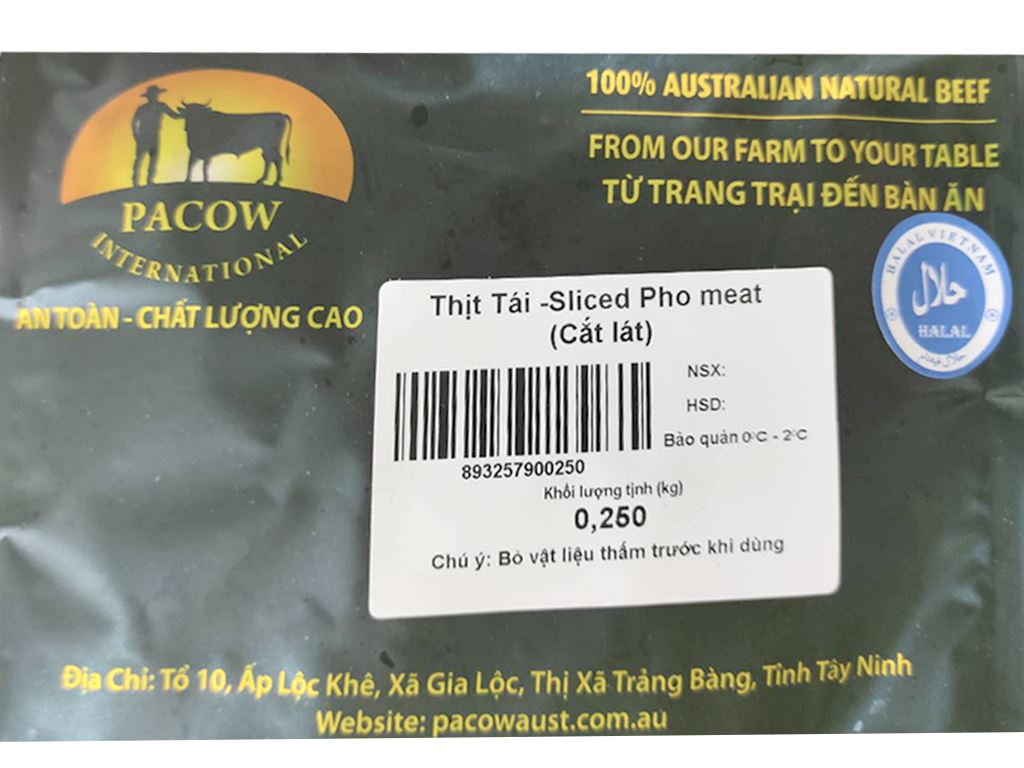 100% AUSTRALIAN NATURAL BEEF
FROM OUR FARM TO YOUR TABLE
TỪ TRANG TRẠI ĐẾN BÀN ĂN
PACOW
INTERNATIONAL
AN TOÀN - CHẤT LƯỢNG CAO
HALAL VIETNAM
حلال
HALAL
Thịt Tái -Sliced Pho meat
(Cắt lát)
NSX:
HSD:
Bảo quản 0°C - 2°C
893257900250
Khối lượng tịnh (kg)
0,250
Chú ý: Bỏ vật liệu thấm trước khi dùng
Địa Chỉ: Tổ 10, Ấp Lộc Khê, Xã Gia Lộc, Thị Xã Trảng Bàng, Tỉnh Tây Ninh
Website: pacowaust.com.au